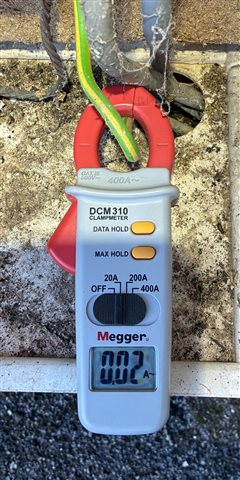 400A~
DCM310
CLAMPMETER
DATA HOLD
MAX HOLD
20A 200A
OFF 400A
Megger
0.02 A~